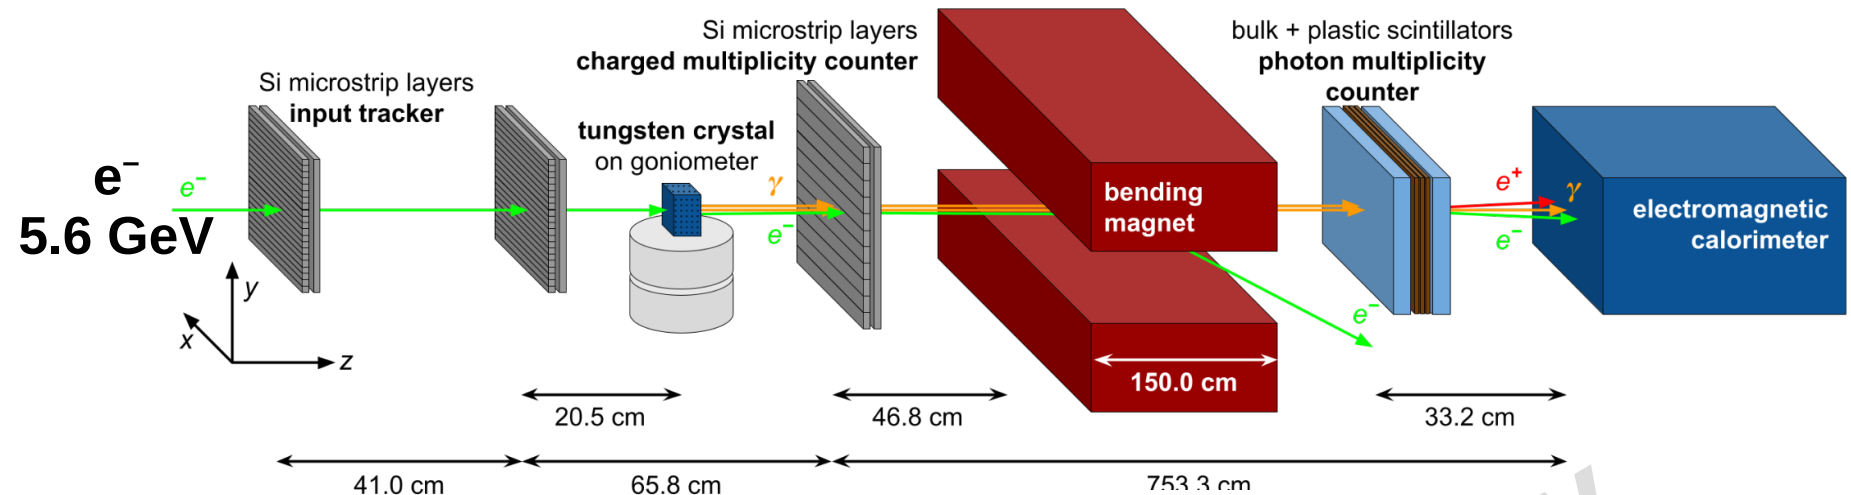 Si microstrip layers
input tracker
Si microstrip layers
charged multiplicity counter
bulk + plastic scintillators
photon multiplicity
counter
tungsten crystal
on goniometer
e⁻
5.6 GeV
e⁻
γ
e⁻
bending
magnet
e⁻
e⁺
γ
e⁻
electromagnetic
calorimeter
y
x
z
150.0 cm
20.5 cm
46.8 cm
33.2 cm
41.0 cm
65.8 cm
753.3 cm